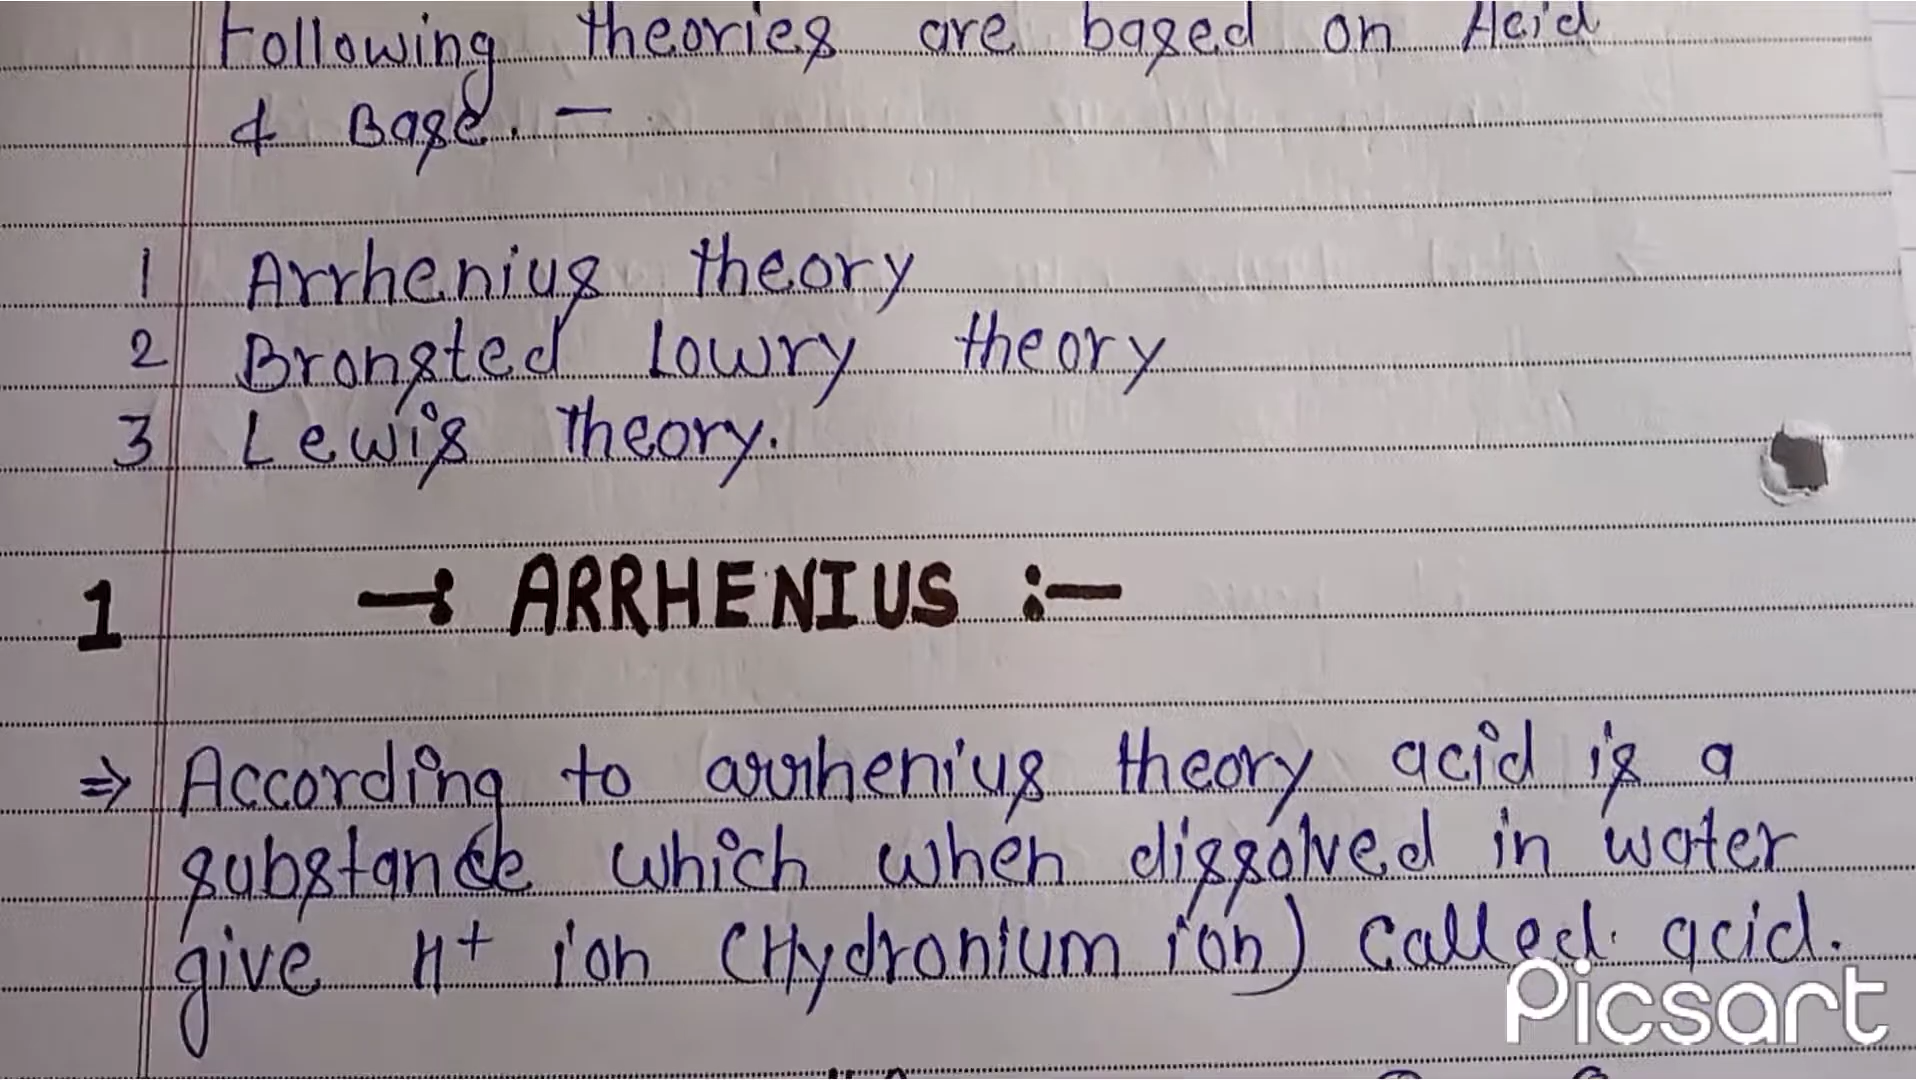 Following theories are based on Acid
& Base. -
1 Arrhenius theory
2 Bronsted Lowry theory
3 Lewis theory.
1 → ARRHENIUS :-
⇒ According to arrhenius theory acid is a
substance which when dissolved in water
give H+ ion (Hydronium ion) called acid.
Picsart